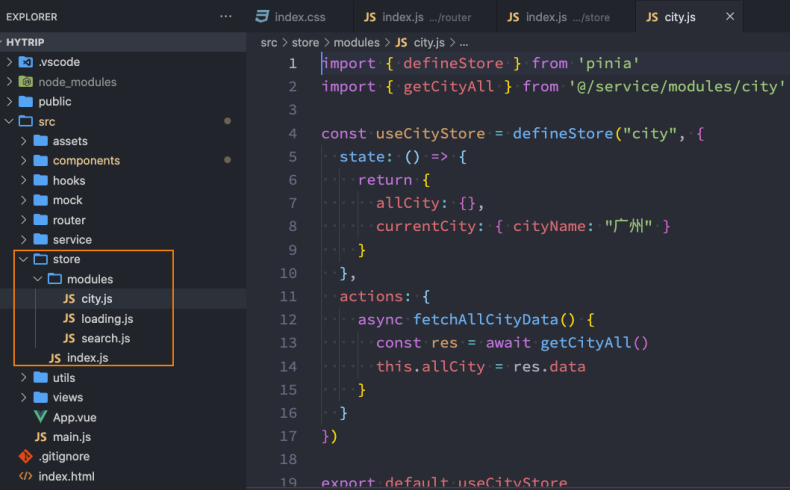 EXPLORER
HYTRIP
.vscode
node_modules
public
src
assets
components
hooks
mock
router
service
store
modules
JS city.js
JS loading.js
JS search.js
JS index.js
utils
views
App.vue
JS main.js
.gitignore
index.html
index.css
JS index.js .../router
JS index.js .../store
JS city.js
src > store > modules > JS city.js > ...
1 import { defineStore } from 'pinia'
2 import { getCityAll } from '@/service/modules/city'
3
4 const useCityStore = defineStore("city", {
5 state: () => {
6 return {
7 allCity: {},
8 currentCity: { cityName: "广州" }
9 }
10 },
11 actions: {
12 async fetchAllCityData() {
13 const res = await getCityAll()
14 this.allCity = res.data
15 }
16 }
17 })
18
19 export default useCityStore